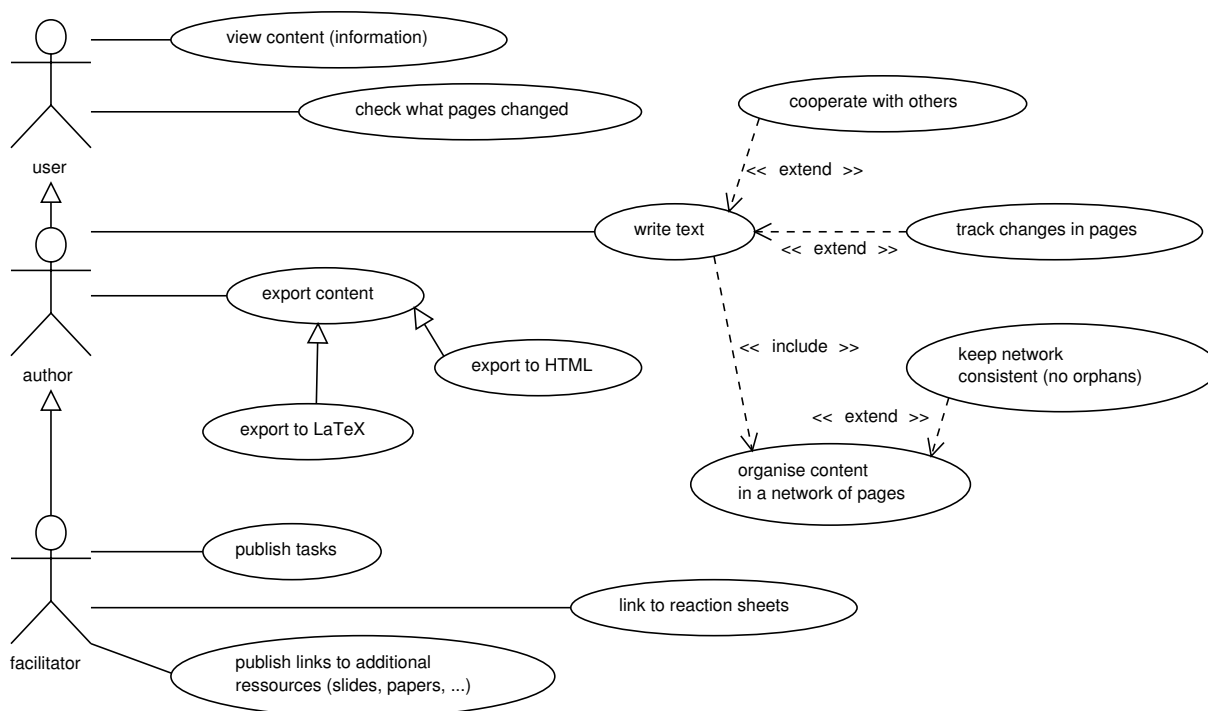 view content (information)
cooperate with others
check what pages changed
user
<< extend >>
write text
track changes in pages
<< extend >>
export content
<< include >>
keep network
consistent (no orphans)
export to HTML
author
<< extend >>
export to LaTeX
organise content
in a network of pages
publish tasks
link to reaction sheets
facilitator
publish links to additional
ressources (slides, papers, ...)